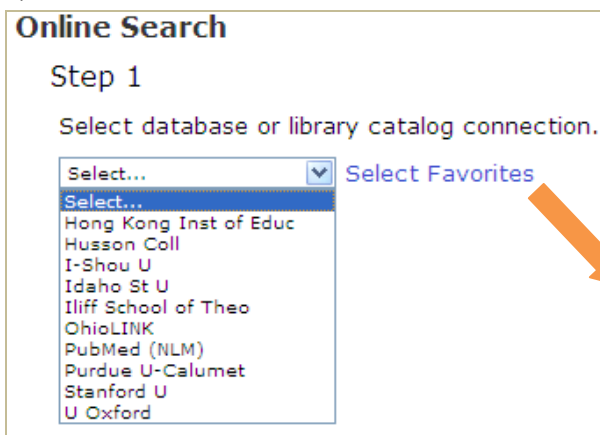 Online Search
Step 1
Select database or library catalog connection.
Select... Select Favorites
Select...
Hong Kong Inst of Educ
Husson Coll
I-Shou U
Idaho St U
Iliff School of Theo
OhioLINK
PubMed (NLM)
Purdue U-Calumet
Stanford U
U Oxford